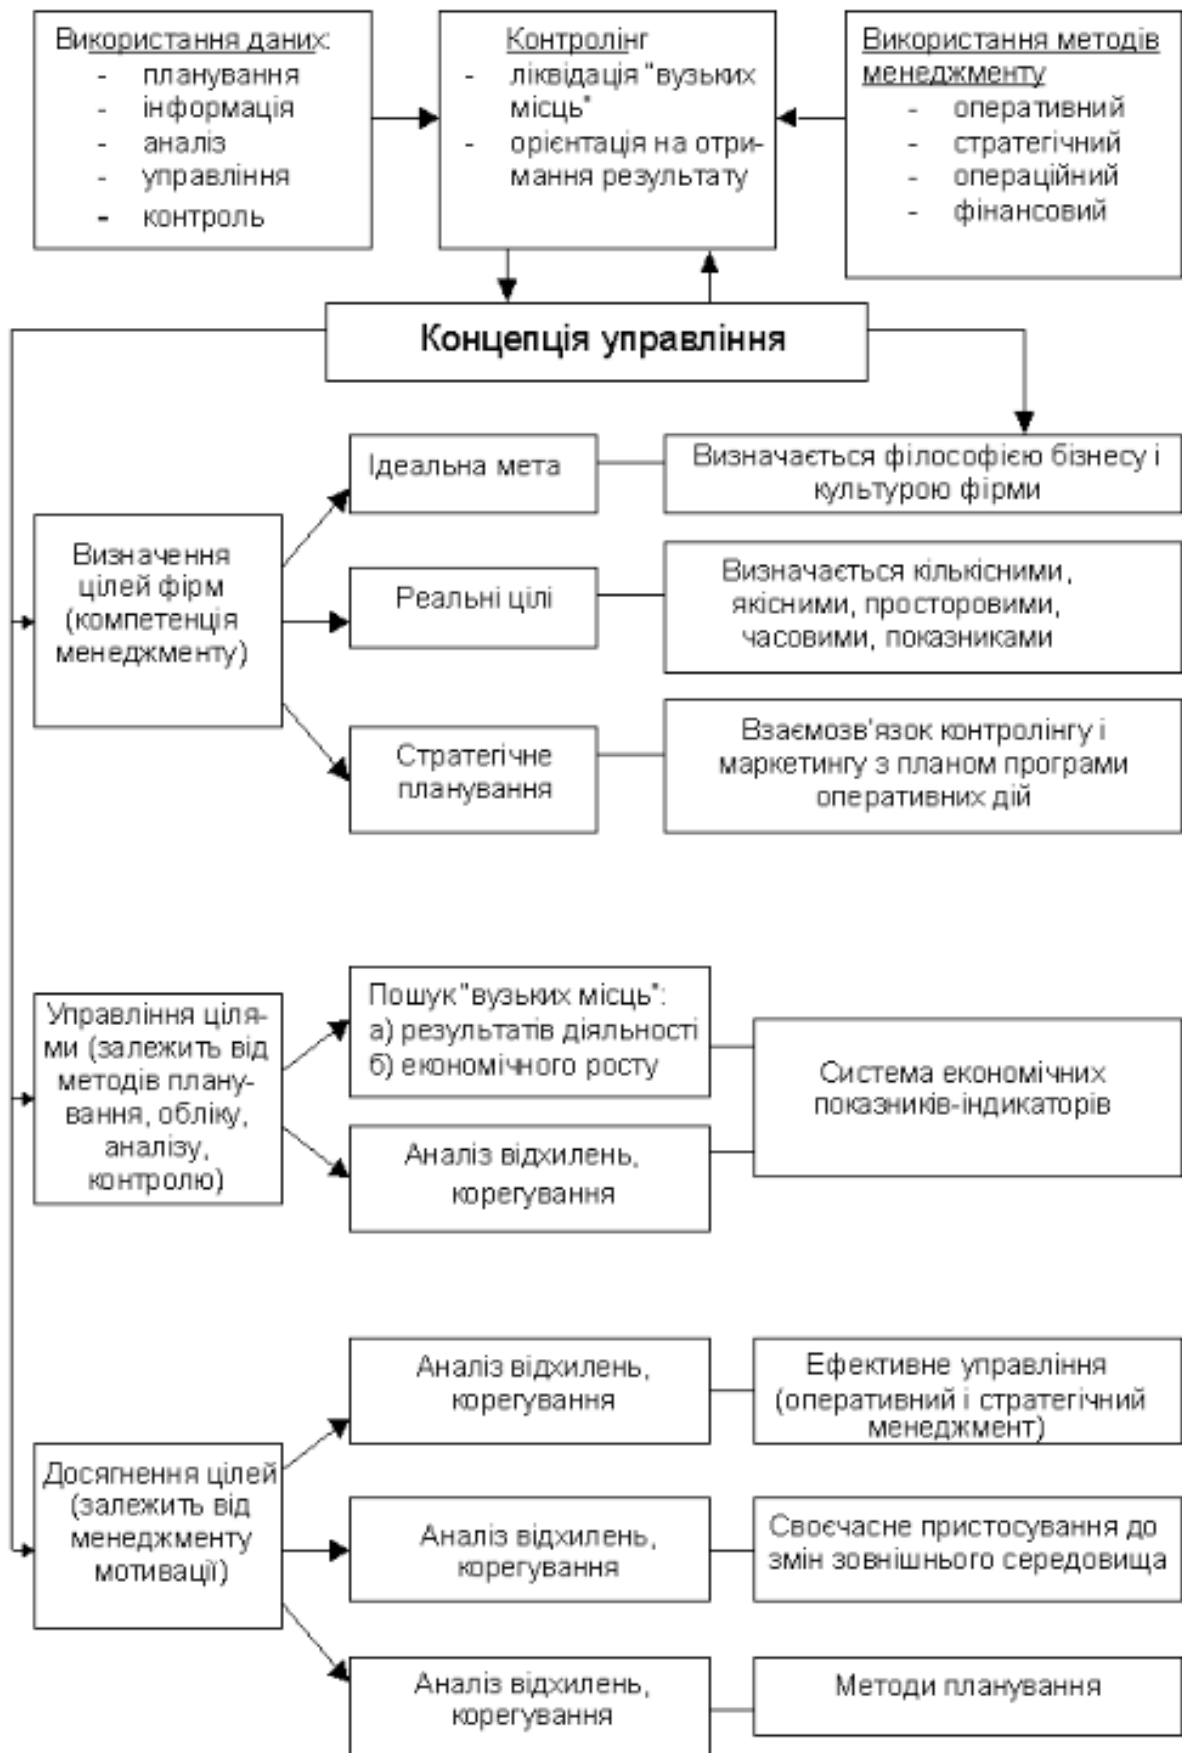 Використання даних:
- планування
- інформація
- аналіз
- управління
- контроль
Контролінг
- ліквідація "вузьких
місць"
- орієнтація на отри-
мання результату
Використання методів
менеджменту
- оперативний
- стратегічний
- операційний
- фінансовий
Концепція управління
Визначення
цілей фірм
(компетенція
менеджменту)
Ідеальна мета
Визначається філософією бізнесу і
культурою фірми
Реальні цілі
Визначається кількісними,
якісними, просторовими,
часовими, показниками
Стратегічне
планування
Взаємозв'язок контролінгу і
маркетингу з планом програми
оперативних дій
Управління ціля-
ми (залежить від
методів плану-
вання, обліку,
аналізу,
контролю)
Пошук "вузьких місць":
а) результатів діяльності
б) економічного росту
Аналіз відхилень,
корегування
Система економічних
показників-індикаторів
Досягнення цілей
(залежить від
менеджменту
мотивації)
Аналіз відхилень,
корегування
Ефективне управління
(оперативний і стратегічний
менеджмент)
Аналіз відхилень,
корегування
Своєчасне пристосування до
змін зовнішнього середовища
Аналіз відхилень,
корегування
Методи планування